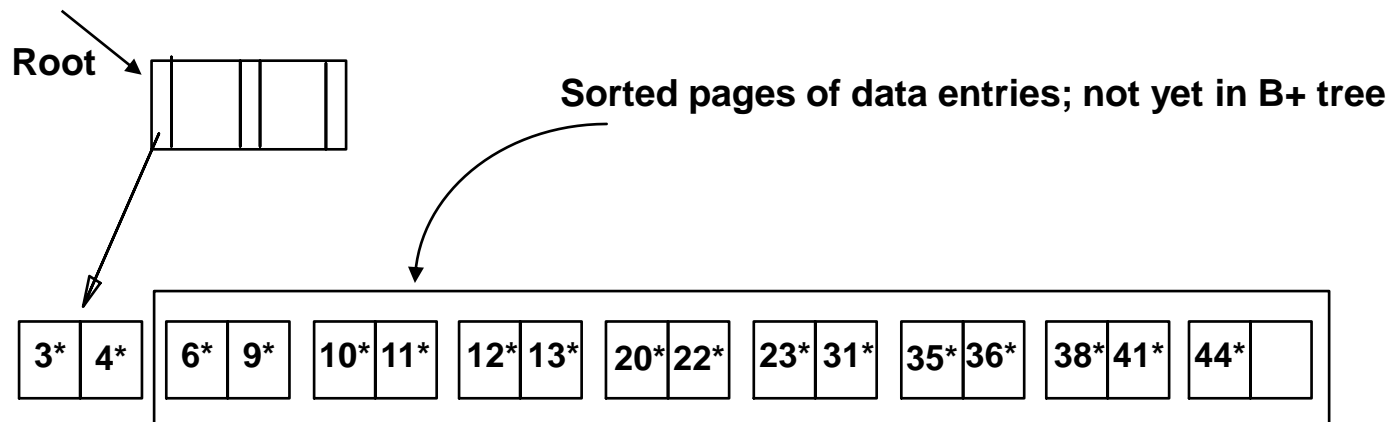 Root
Sorted pages of data entries; not yet in B+ tree
3* 4* 6* 9* 10* 11* 12* 13* 20* 22* 23* 31* 35* 36* 38* 41* 44*